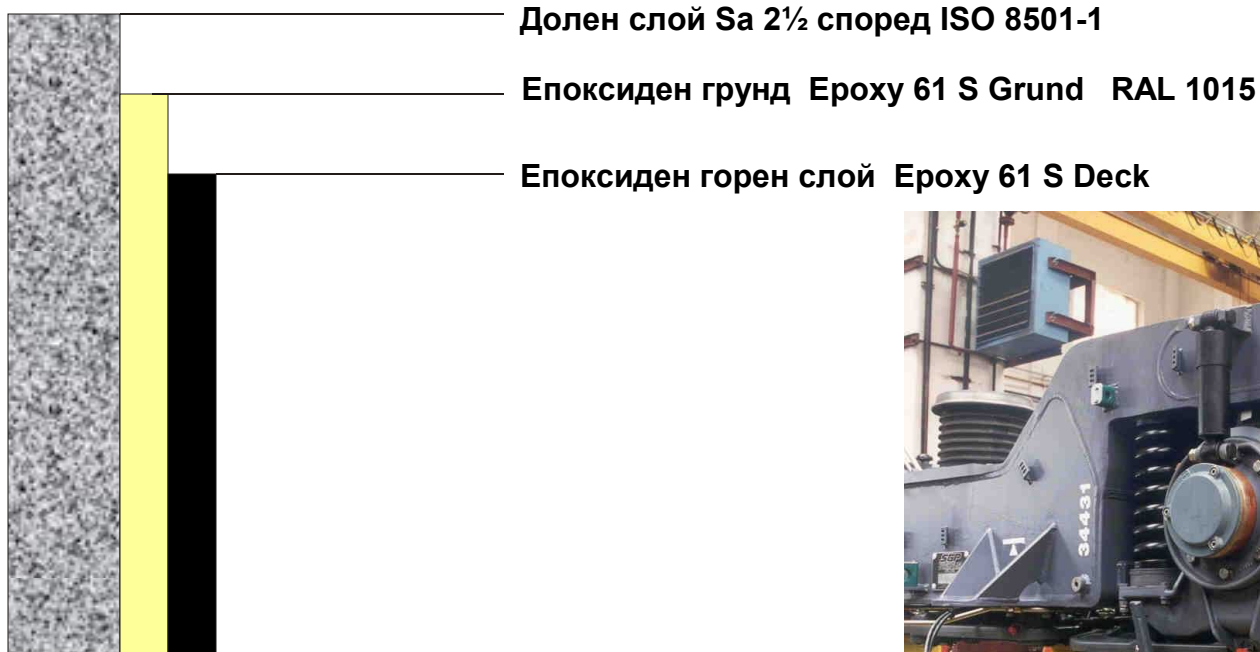 Долен слой Sa 2½ според ISO 8501-1
Епоксиден грунд Epoxy 61 S Grund RAL 1015
Епоксиден горен слой Epoxy 61 S Deck
34431
SGP